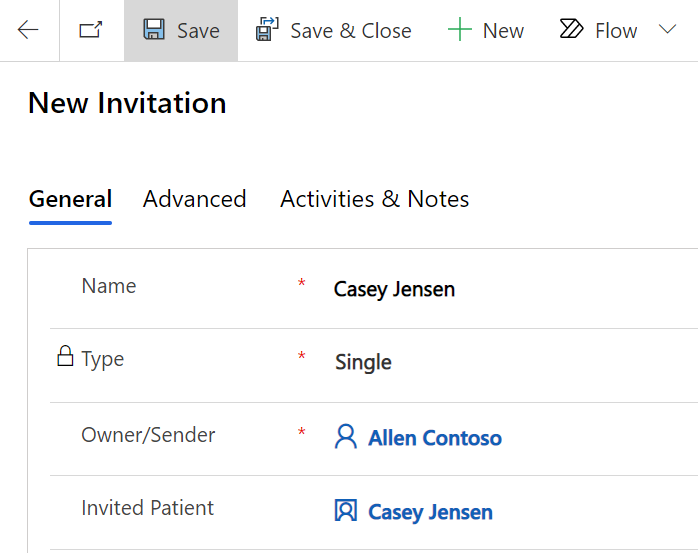 Save Save & Close New Flow
New Invitation
General Advanced Activities & Notes
Name * Casey Jensen
Type * Single
Owner/Sender * Allen Contoso
Invited Patient Casey Jensen